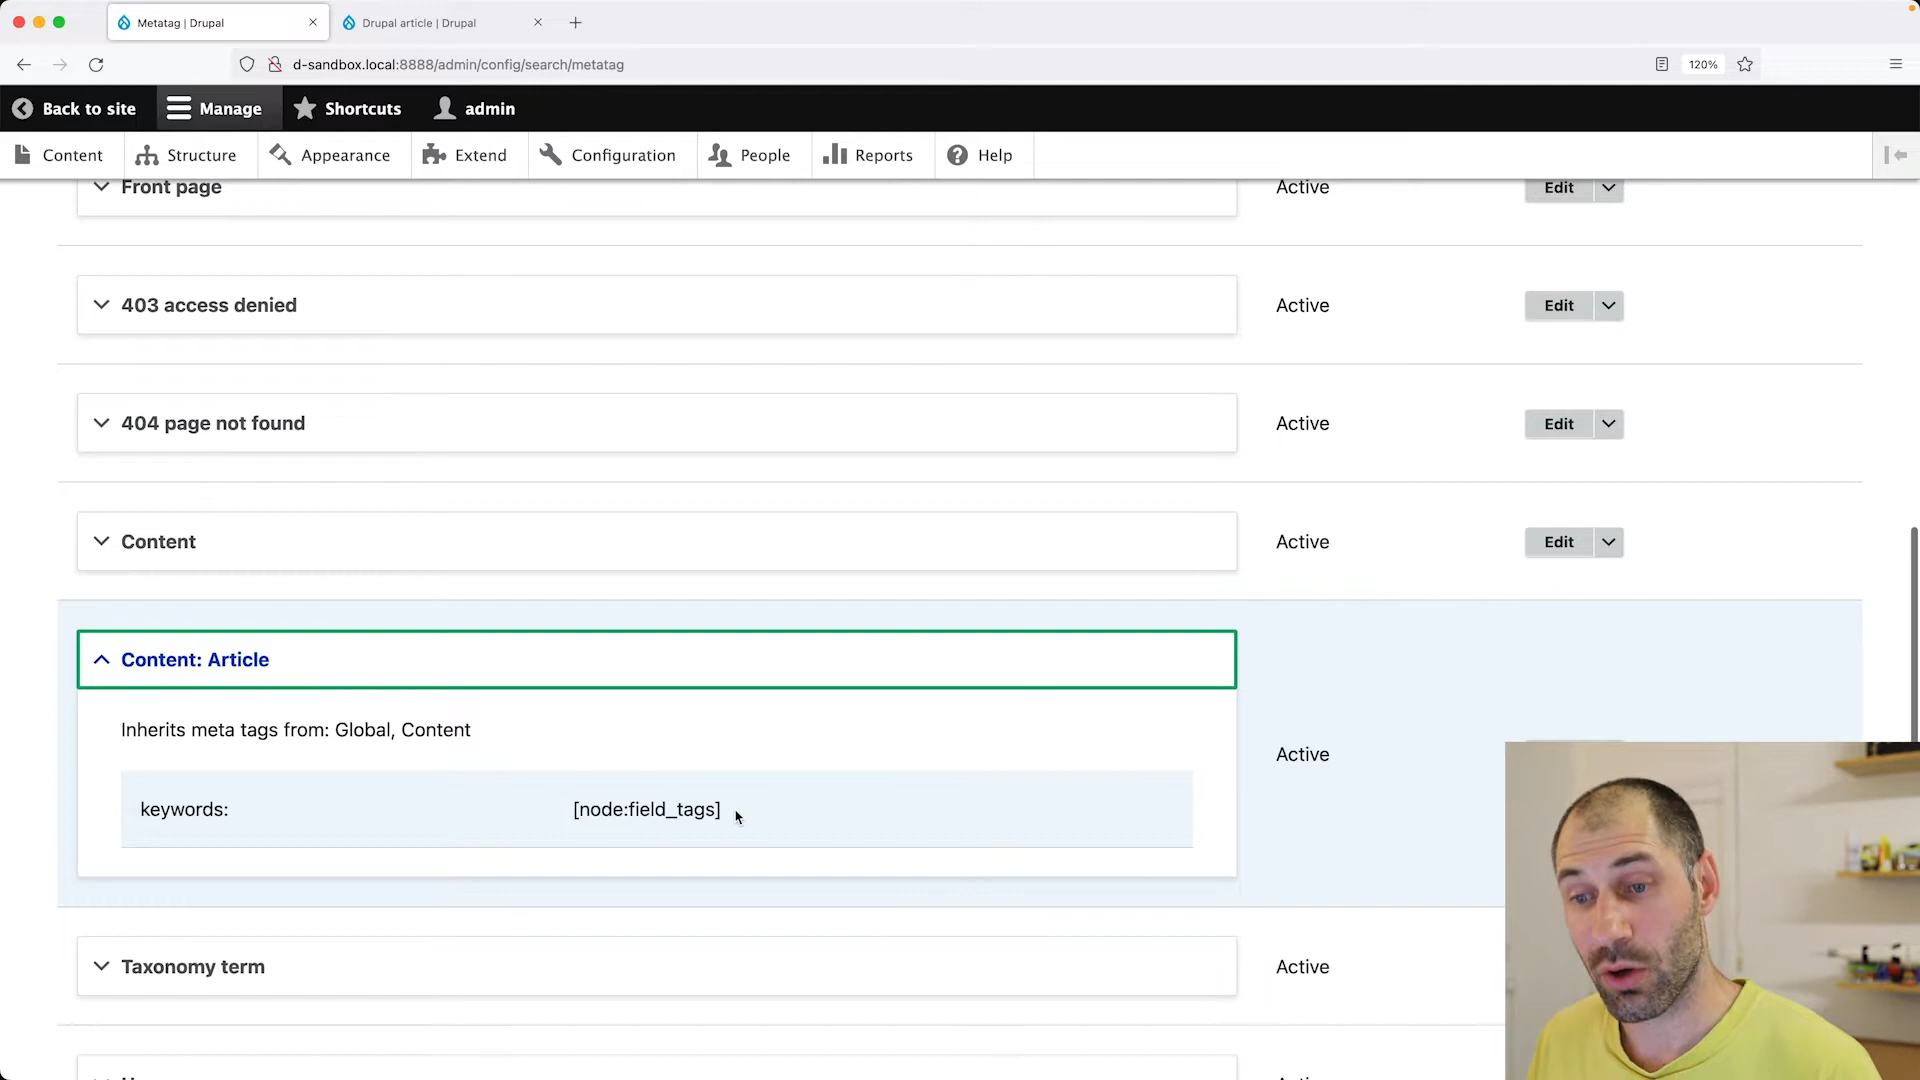 Metatag | Drupal
Drupal article | Drupal
d-sandbox.local:8888/admin/config/search/metatag
120%
Back to site
Manage
Shortcuts
admin
Content
Structure
Appearance
Extend
Configuration
People
Reports
Help
Front page
Active
Edit
403 access denied
Active
Edit
404 page not found
Active
Edit
Content
Active
Edit
Content: Article
Inherits meta tags from: Global, Content
Active
keywords:
[node:field_tags]
Taxonomy term
Active